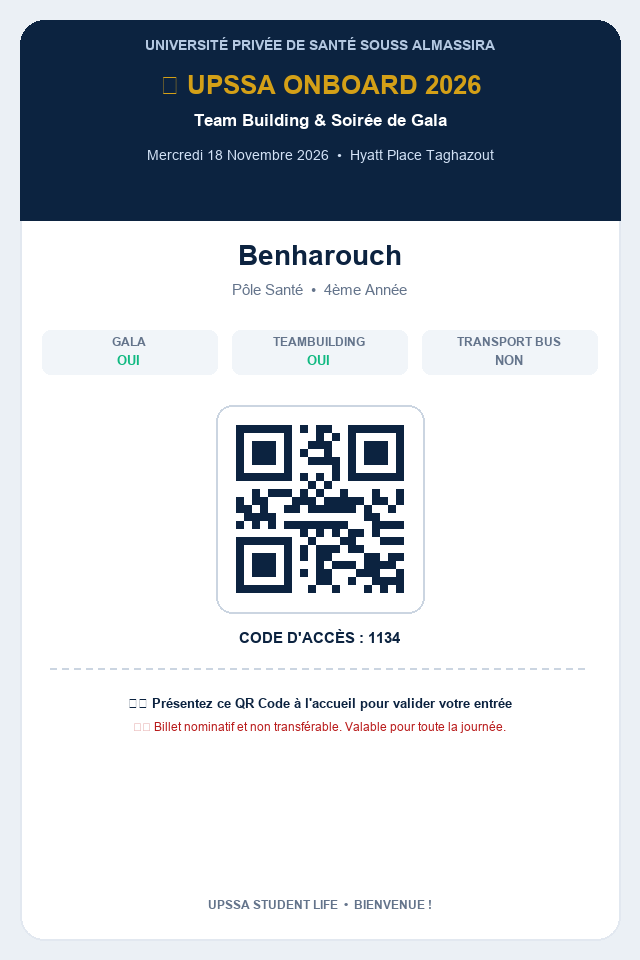 UNIVERSITÉ PRIVÉE DE SANTÉ SOUSS ALMASSIRA
UPSSA ONBOARD 2026
Team Building & Soirée de Gala
Mercredi 18 Novembre 2026 • Hyatt Place Taghazout
Benharouch
Pôle Santé • 4ème Année
GALA
OUI
TEAMBUILDING
OUI
TRANSPORT BUS
NON
CODE D'ACCÈS : 1134
Présentez ce QR Code à l'accueil pour valider votre entrée
Billet nominatif et non transférable. Valable pour toute la journée.
UPSSA STUDENT LIFE • BIENVENUE !